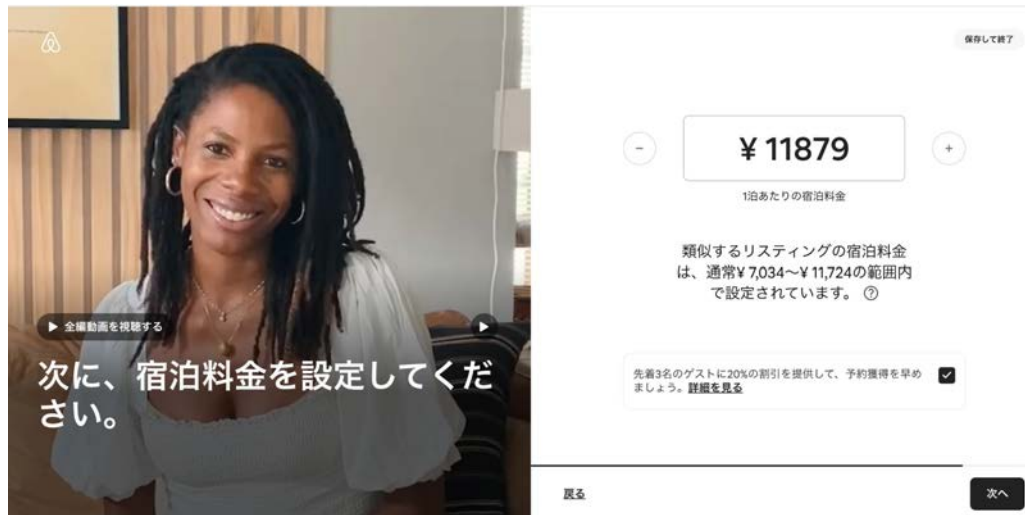 保存して終了
¥ 11879
1泊あたりの宿泊料金
類似するリスティングの宿泊料金
は、通常¥ 7,034〜¥ 11,724の範囲内
で設定されています。 ?
全編動画を視聴する
次に、宿泊料金を設定してくだ
さい。
先着3名のゲストに20%の割引を提供して、予約獲得を早め
ましょう。詳細を見る
戻る
次へ